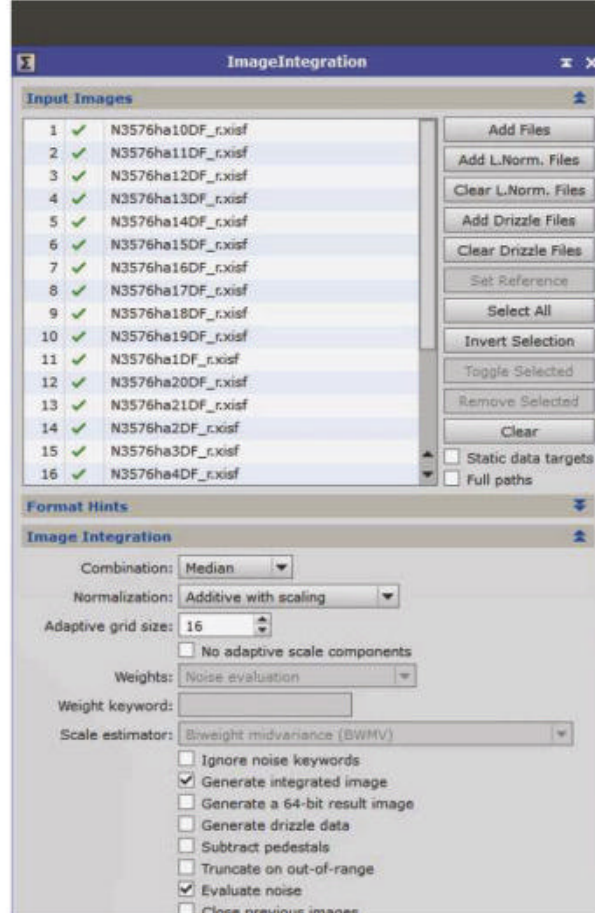 Σ ImageIntegration x
Input Images
1 ✓ N3576ha10DF_r.xisf Add Files
2 ✓ N3576ha11DF_r.xisf Add L.Norm. Files
3 ✓ N3576ha12DF_r.xisf Clear L.Norm. Files
4 ✓ N3576ha13DF_r.xisf Add Drizzle Files
5 ✓ N3576ha14DF_r.xisf Clear Drizzle Files
6 ✓ N3576ha15DF_r.xisf Set Reference
7 ✓ N3576ha16DF_r.xisf Select All
8 ✓ N3576ha17DF_r.xisf Invert Selection
9 ✓ N3576ha18DF_r.xisf Toggle Selected
10 ✓ N3576ha19DF_r.xisf Remove Selected
11 ✓ N3576ha1DF_r.xisf Clear
12 ✓ N3576ha20DF_r.xisf
13 ✓ N3576ha21DF_r.xisf
14 ✓ N3576ha2DF_r.xisf
15 ✓ N3576ha3DF_r.xisf Static data targets
16 ✓ N3576ha4DF_r.xisf Full paths
Format Hints
Image Integration
Combination: Median
Normalization: Additive with scaling
Adaptive grid size: 16
No adaptive scale components
Weights: Noise evaluation
Weight keyword:
Scale estimator: Biweight midvariance (BWMV)
Ignore noise keywords
Generate integrated image
Generate a 64-bit result image
Generate drizzle data
Subtract pedestals
Truncate on out-of-range
Evaluate noise
Close previous images